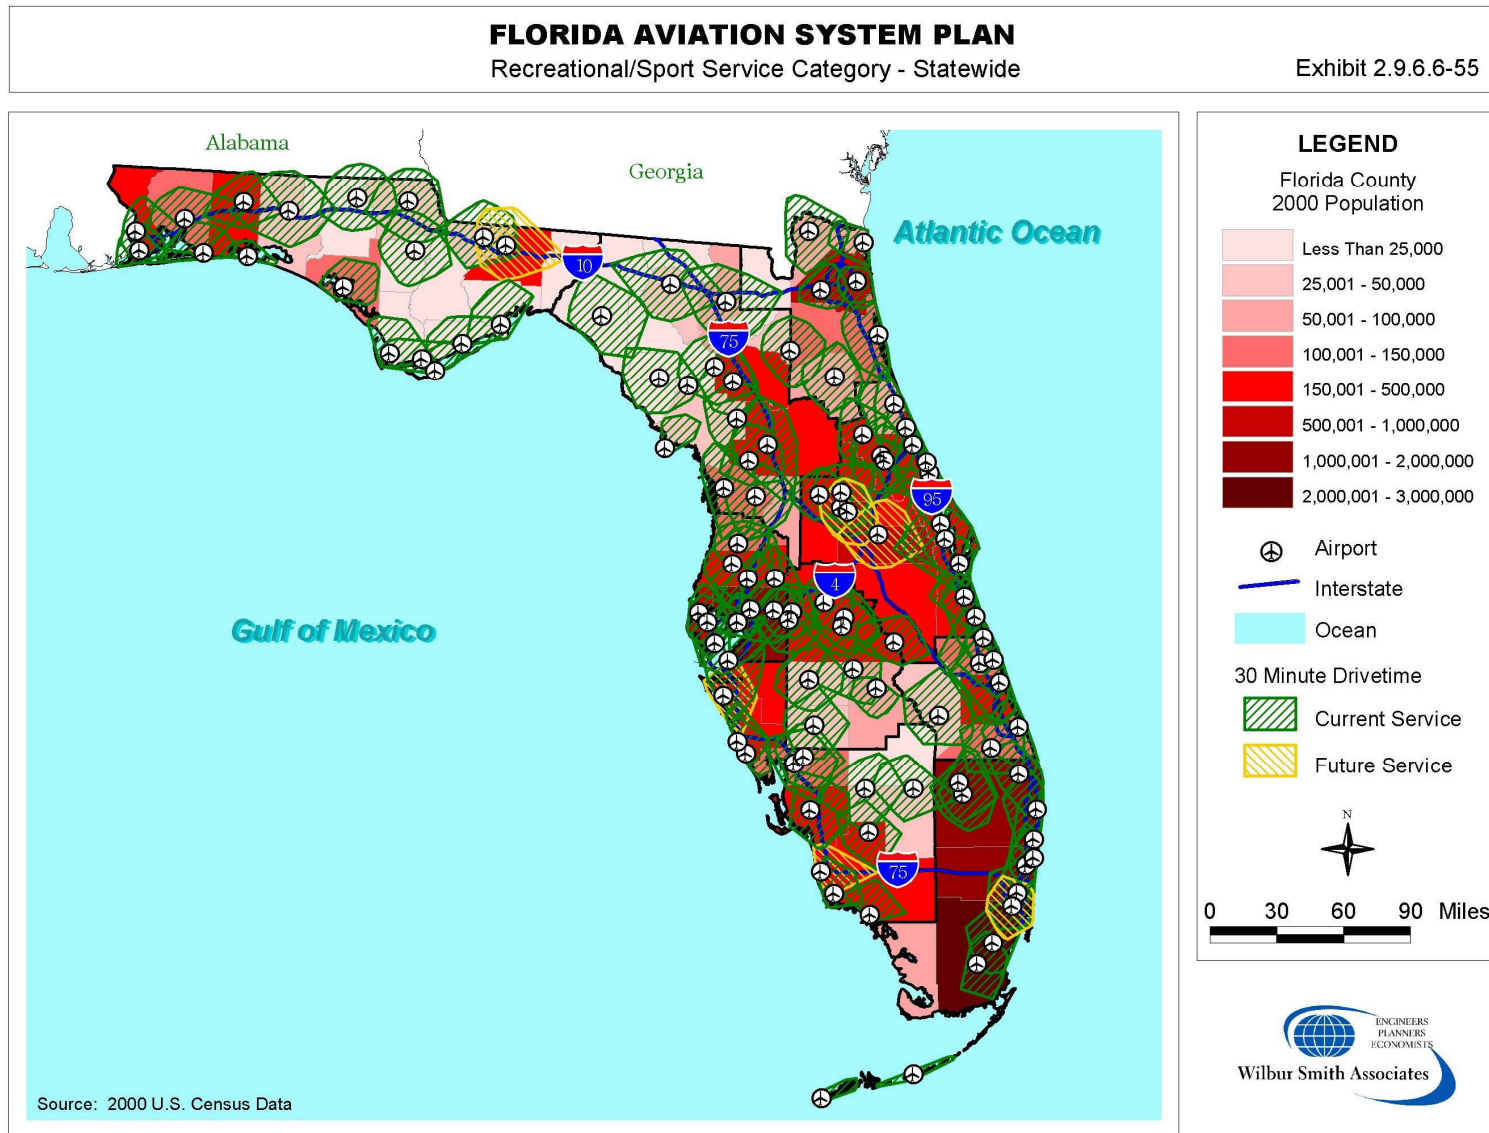 FLORIDA AVIATION SYSTEM PLAN
Recreational/Sport Service Category - Statewide
Exhibit 2.9.6.6-55
Alabama
Georgia
Atlantic Ocean
Gulf of Mexico
10
75
95
4
75
Source: 2000 U.S. Census Data
LEGEND
Florida County
2000 Population
Less Than 25,000
25,001 - 50,000
50,001 - 100,000
100,001 - 150,000
150,001 - 500,000
500,001 - 1,000,000
1,000,001 - 2,000,000
2,000,001 - 3,000,000
Airport
Interstate
Ocean
30 Minute Drivetime
Current Service
Future Service
N
0 30 60 90 Miles
ENGINEERS
PLANNERS
ECONOMISTS
Wilbur Smith Associates